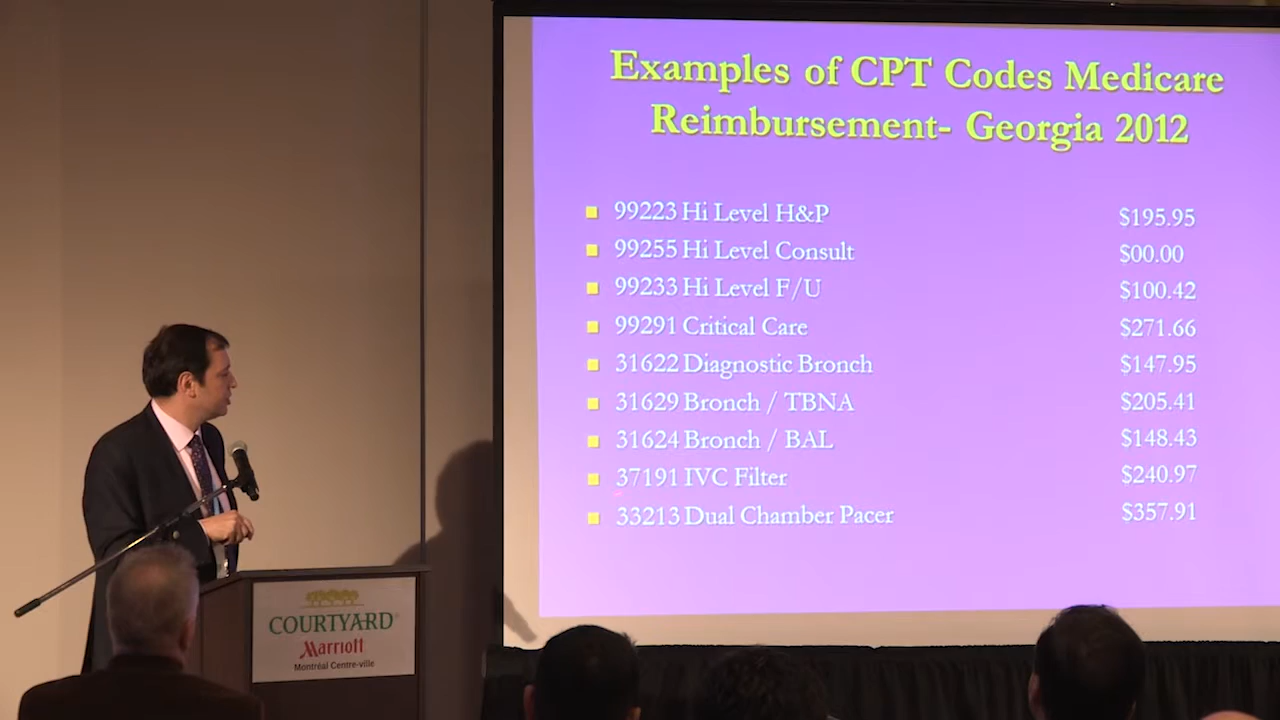 Examples of CPT Codes Medicare
Reimbursement- Georgia 2012
99223 Hi Level H&P $195.95
99255 Hi Level Consult $00.00
99233 Hi Level F/U $100.42
99291 Critical Care $271.66
31622 Diagnostic Bronch $147.95
31629 Bronch / TBNA $205.41
31624 Bronch / BAL $148.43
37191 IVC Filter $240.97
33213 Dual Chamber Pacer $357.91
COURTYARD®
Marriott
Montréal Centre-ville